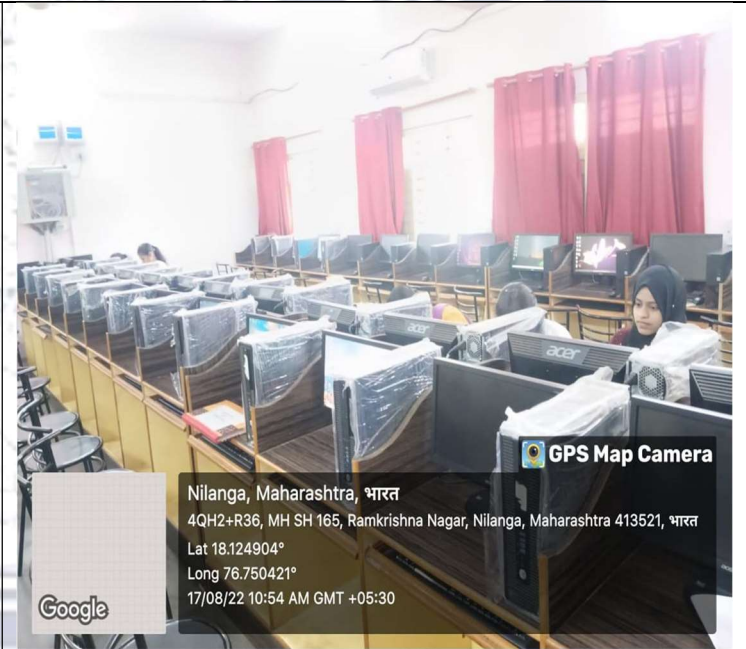 acer
acer
GPS Map Camera
Nilanga, Maharashtra, भारत
4QH2+R36, MH SH 165, Ramkrishna Nagar, Nilanga, Maharashtra 413521, भारत
Lat 18.124904°
Long 76.750421°
17/08/22 10:54 AM GMT +05:30
Google